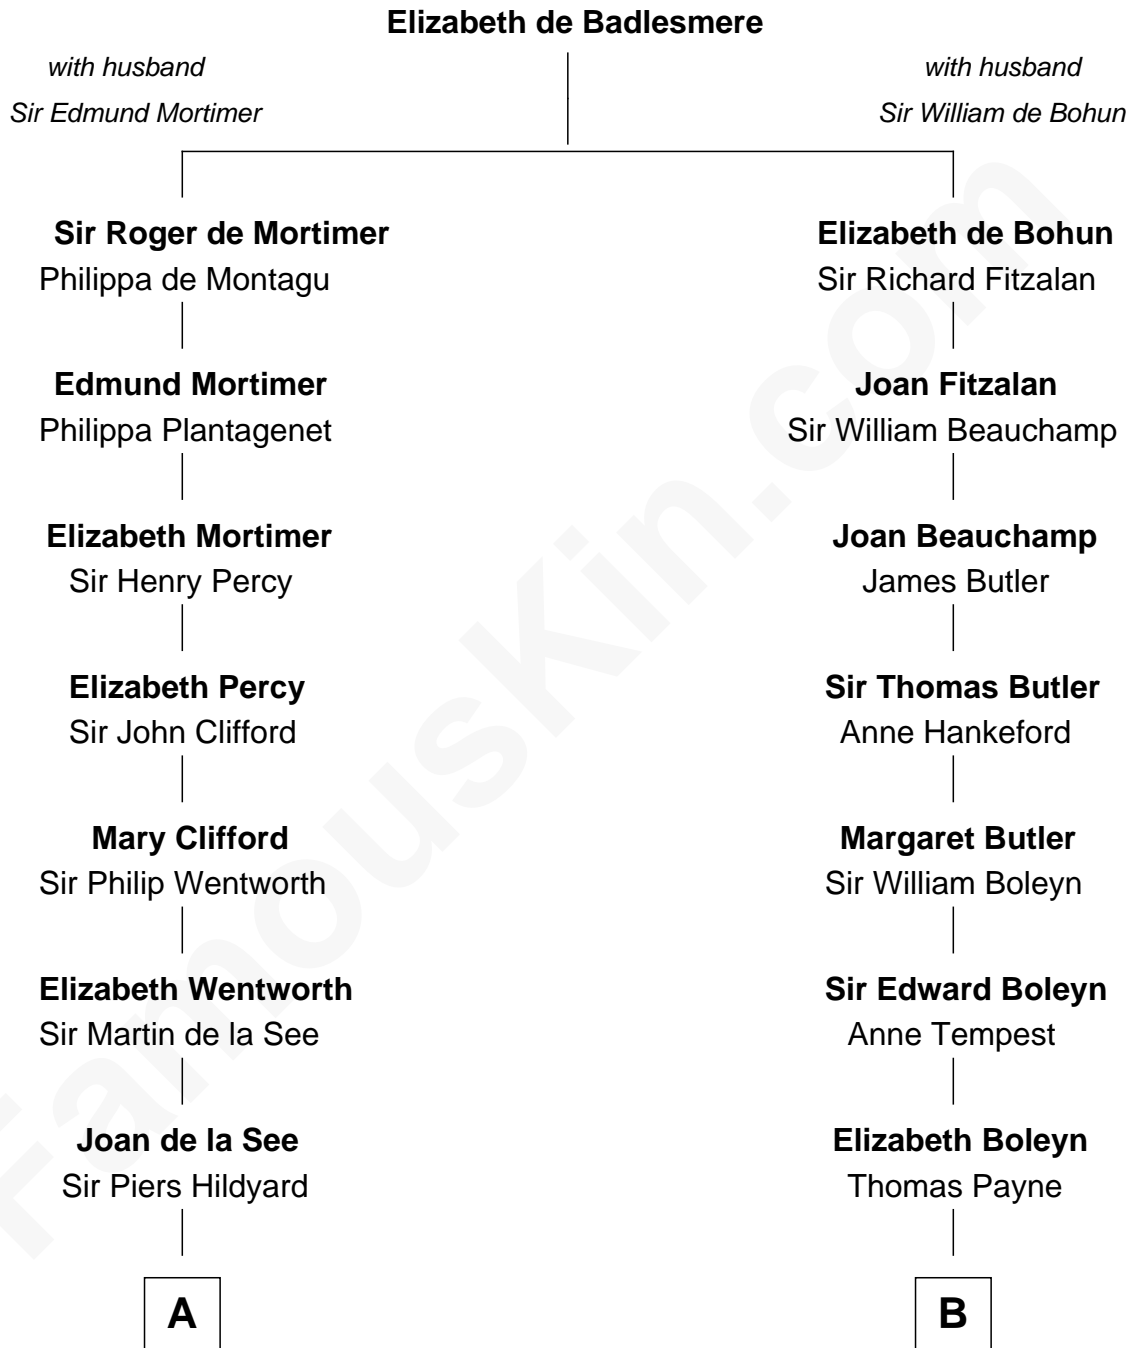 Elizabeth de Badlesmere
with husband
Sir Edmund Mortimer
with husband
Sir William de Bohun
Sir Roger de Mortimer
Philippa de Montagu
Elizabeth de Bohun
Sir Richard Fitzalan
Edmund Mortimer
Philippa Plantagenet
Joan Fitzalan
Sir William Beauchamp
Elizabeth Mortimer
Sir Henry Percy
Joan Beauchamp
James Butler
Elizabeth Percy
Sir John Clifford
Sir Thomas Butler
Anne Hankeford
Mary Clifford
Sir Philip Wentworth
Margaret Butler
Sir William Boleyn
Elizabeth Wentworth
Sir Martin de la See
Sir Edward Boleyn
Anne Tempest
Joan de la See
Sir Piers Hildyard
Elizabeth Boleyn
Thomas Payne
A
B
FamousKin.com